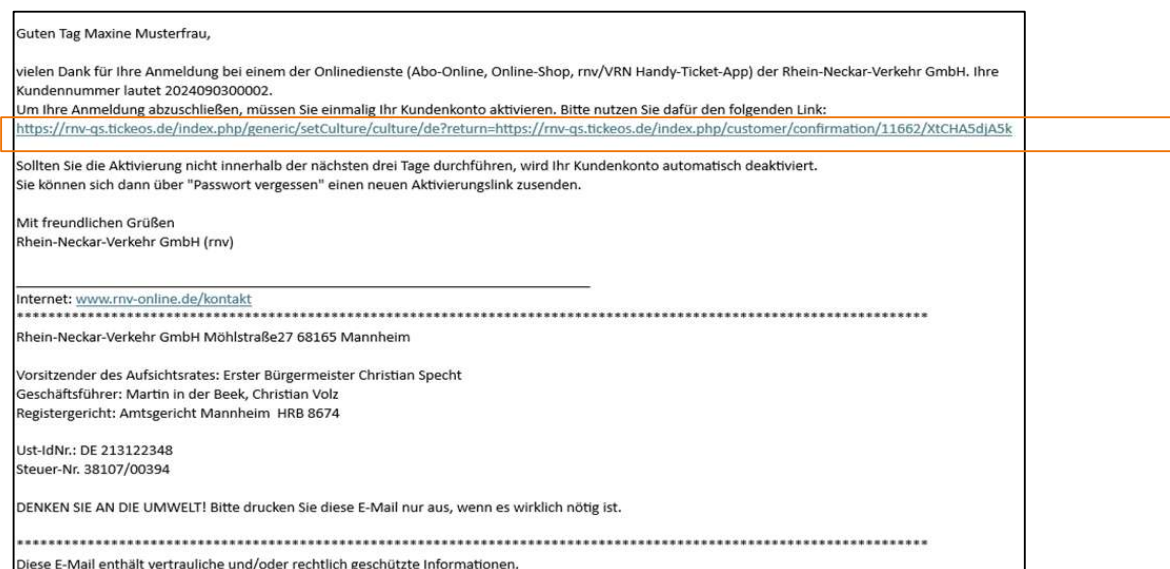 Guten Tag Maxine Musterfrau,
vielen Dank für Ihre Anmeldung bei einem der Onlinedienste (Abo-Online, Online-Shop, rnv/VRN Handy-Ticket-App) der Rhein-Neckar-Verkehr GmbH. Ihre
Kundennummer lautet 2024090300002.
Um Ihre Anmeldung abzuschließen, müssen Sie einmalig Ihr Kundenkonto aktivieren. Bitte nutzen Sie dafür den folgenden Link:
https://rnv-qs.tickeos.de/index.php/generic/setCulture/culture/de?return=https://rnv-qs.tickeos.de/index.php/customer/confirmation/11662/XtCHA5djA5k
Sollten Sie die Aktivierung nicht innerhalb der nächsten drei Tage durchführen, wird Ihr Kundenkonto automatisch deaktiviert.
Sie können sich dann über "Passwort vergessen" einen neuen Aktivierungslink zusenden.
Mit freundlichen Grüßen
Rhein-Neckar-Verkehr GmbH (rnv)
Internet: www.rnv-online.de/kontakt
Rhein-Neckar-Verkehr GmbH Möhlstraße27 68165 Mannheim
Vorsitzender des Aufsichtsrates: Erster Bürgermeister Christian Specht
Geschäftsführer: Martin in der Beek, Christian Volz
Registergericht: Amtsgericht Mannheim  HRB 8674
Ust-IdNr.: DE 213122348
Steuer-Nr. 38107/00394
DENKEN SIE AN DIE UMWELT! Bitte drucken Sie diese E-Mail nur aus, wenn es wirklich nötig ist.
Diese E-Mail enthält vertrauliche und/oder rechtlich geschützte Informationen.